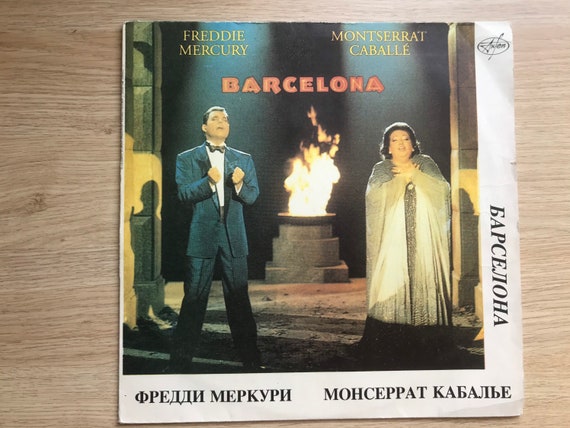 FREDDIE
MERCURY
MONTSERRAT
CABALLÉ
BARCELONA
БАРСЕЛОНА
ФРЕДДИ МЕРКУРИ
МОНСЕРРАТ КАБАЛЬЕ